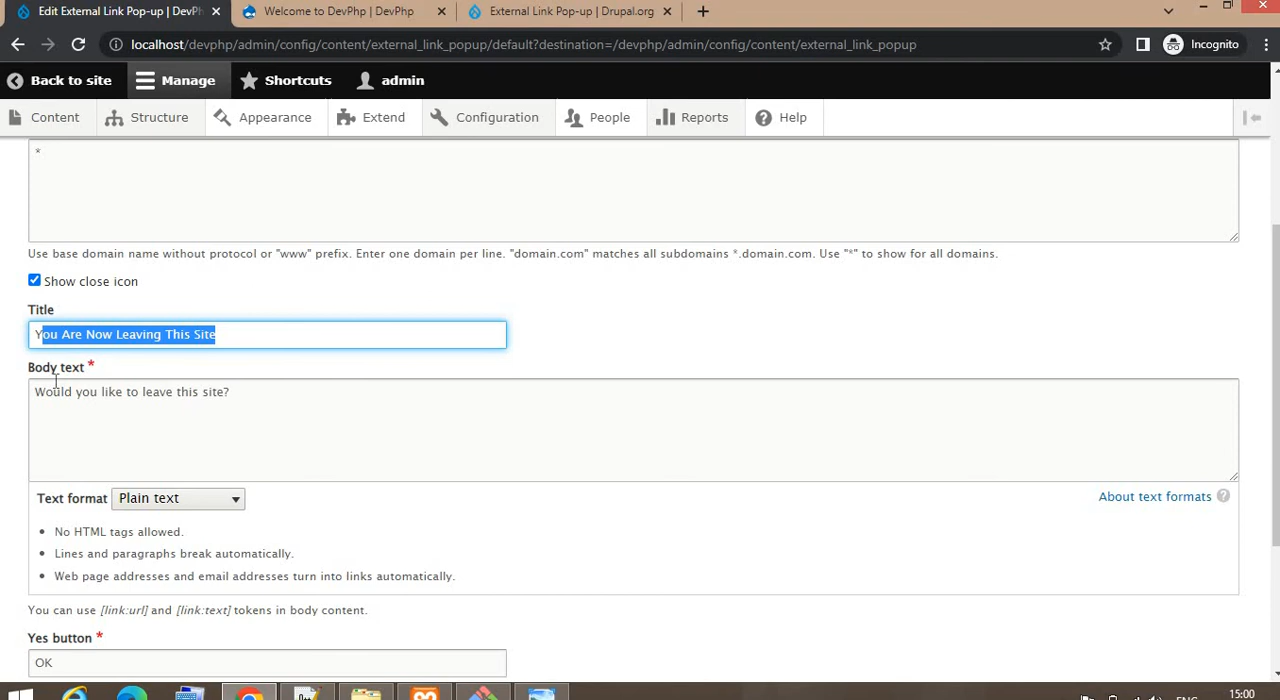 Edit External Link Pop-up | DevPh
Welcome to DevPhp | DevPhp
External Link Pop-up | Drupal.org
localhost/devphp/admin/config/content/external_link_popup/default?destination=/devphp/admin/config/content/external_link_popup
Incognito
Back to site
Manage
Shortcuts
admin
Content
Structure
Appearance
Extend
Configuration
People
Reports
Help
*
Use base domain name without protocol or "www" prefix. Enter one domain per line. "domain.com" matches all subdomains *.domain.com. Use "*" to show for all domains.
Show close icon
Title
You Are Now Leaving This Site
Body text *
Would you like to leave this site?
Text format Plain text
About text formats ?
No HTML tags allowed.
Lines and paragraphs break automatically.
Web page addresses and email addresses turn into links automatically.
You can use [link:url] and [link:text] tokens in body content.
Yes button *
OK
15:00